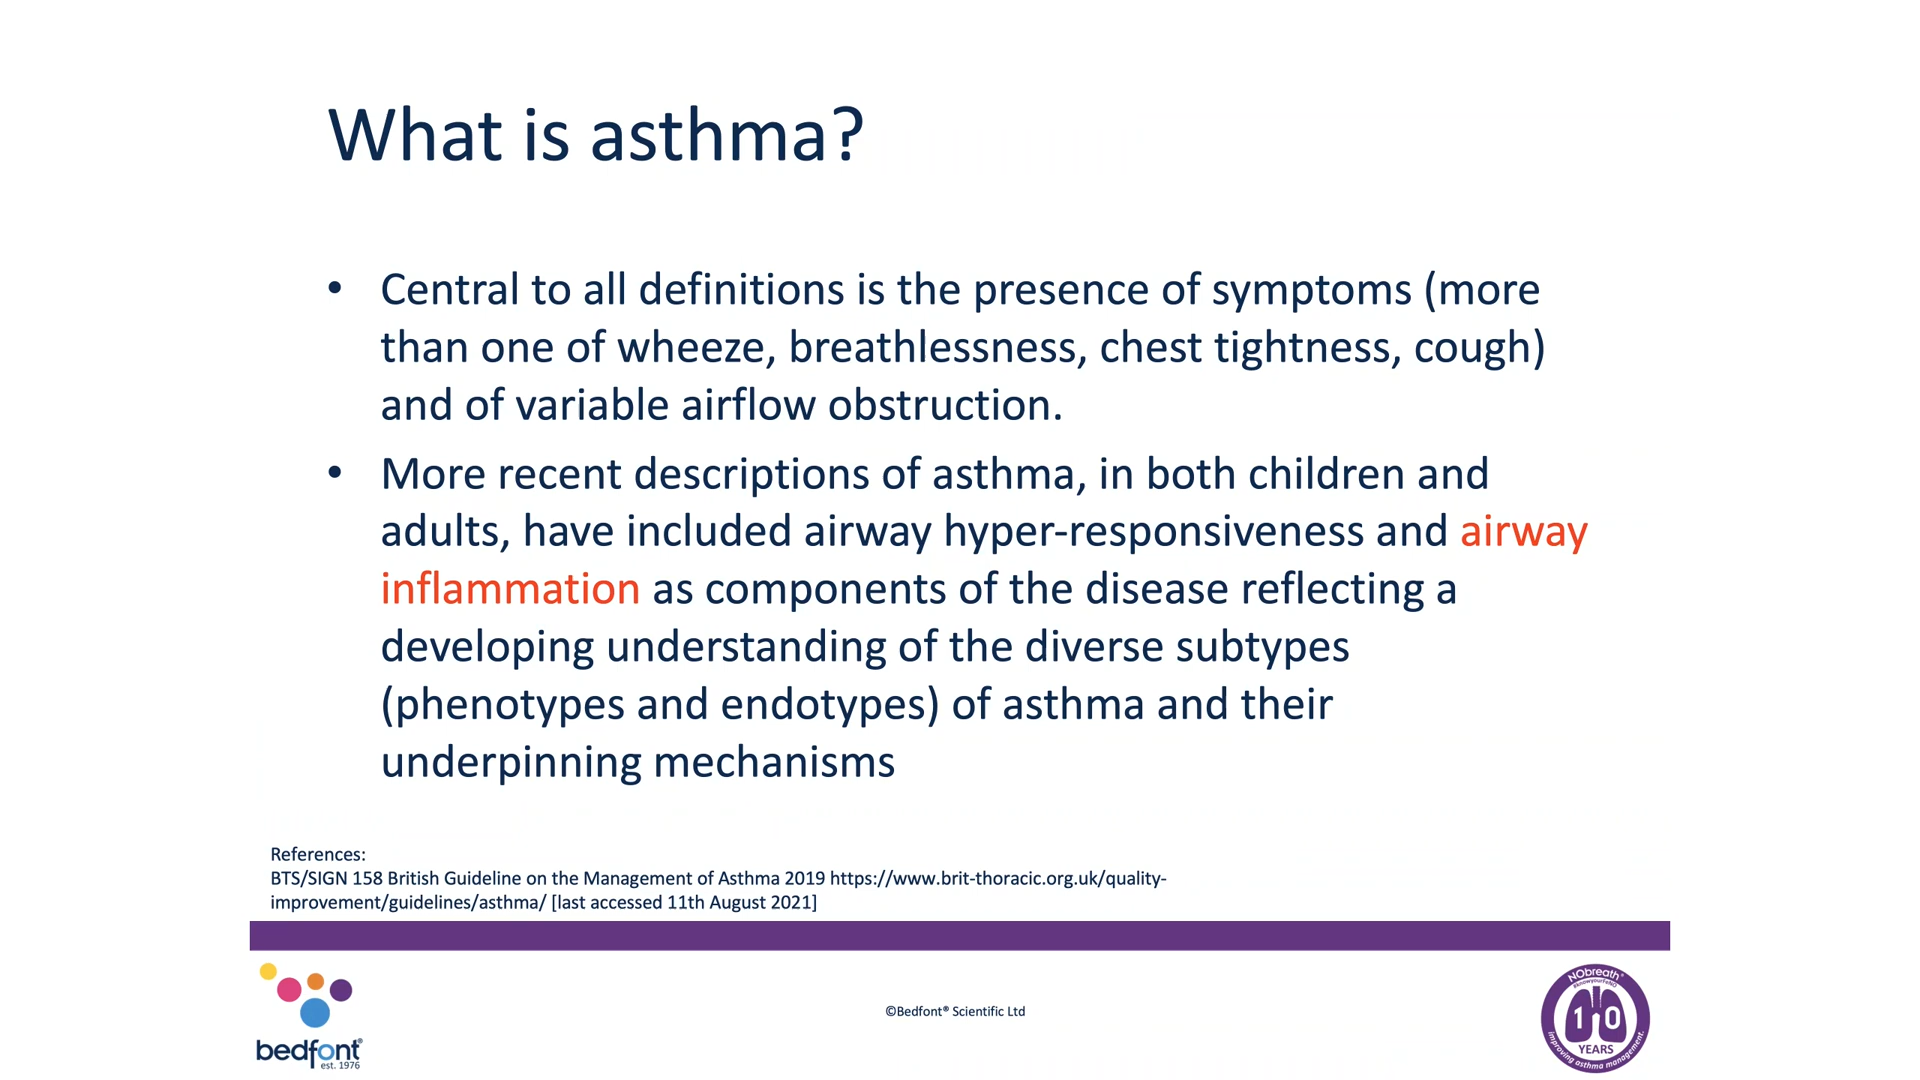 What is asthma?
• Central to all definitions is the presence of symptoms (more
than one of wheeze, breathlessness, chest tightness, cough)
and of variable airflow obstruction.
• More recent descriptions of asthma, in both children and
adults, have included airway hyper-responsiveness and airway
inflammation as components of the disease reflecting a
developing understanding of the diverse subtypes
(phenotypes and endotypes) of asthma and their
underpinning mechanisms
References:
BTS/SIGN 158 British Guideline on the Management of Asthma 2019 https://www.brit-thoracic.org.uk/quality-
improvement/guidelines/asthma/ [last accessed 11th August 2021]
bedfont®
est. 1976
©Bedfont® Scientific Ltd
NObreath®
#knowyourFeNO
10
YEARS
improving asthma management.